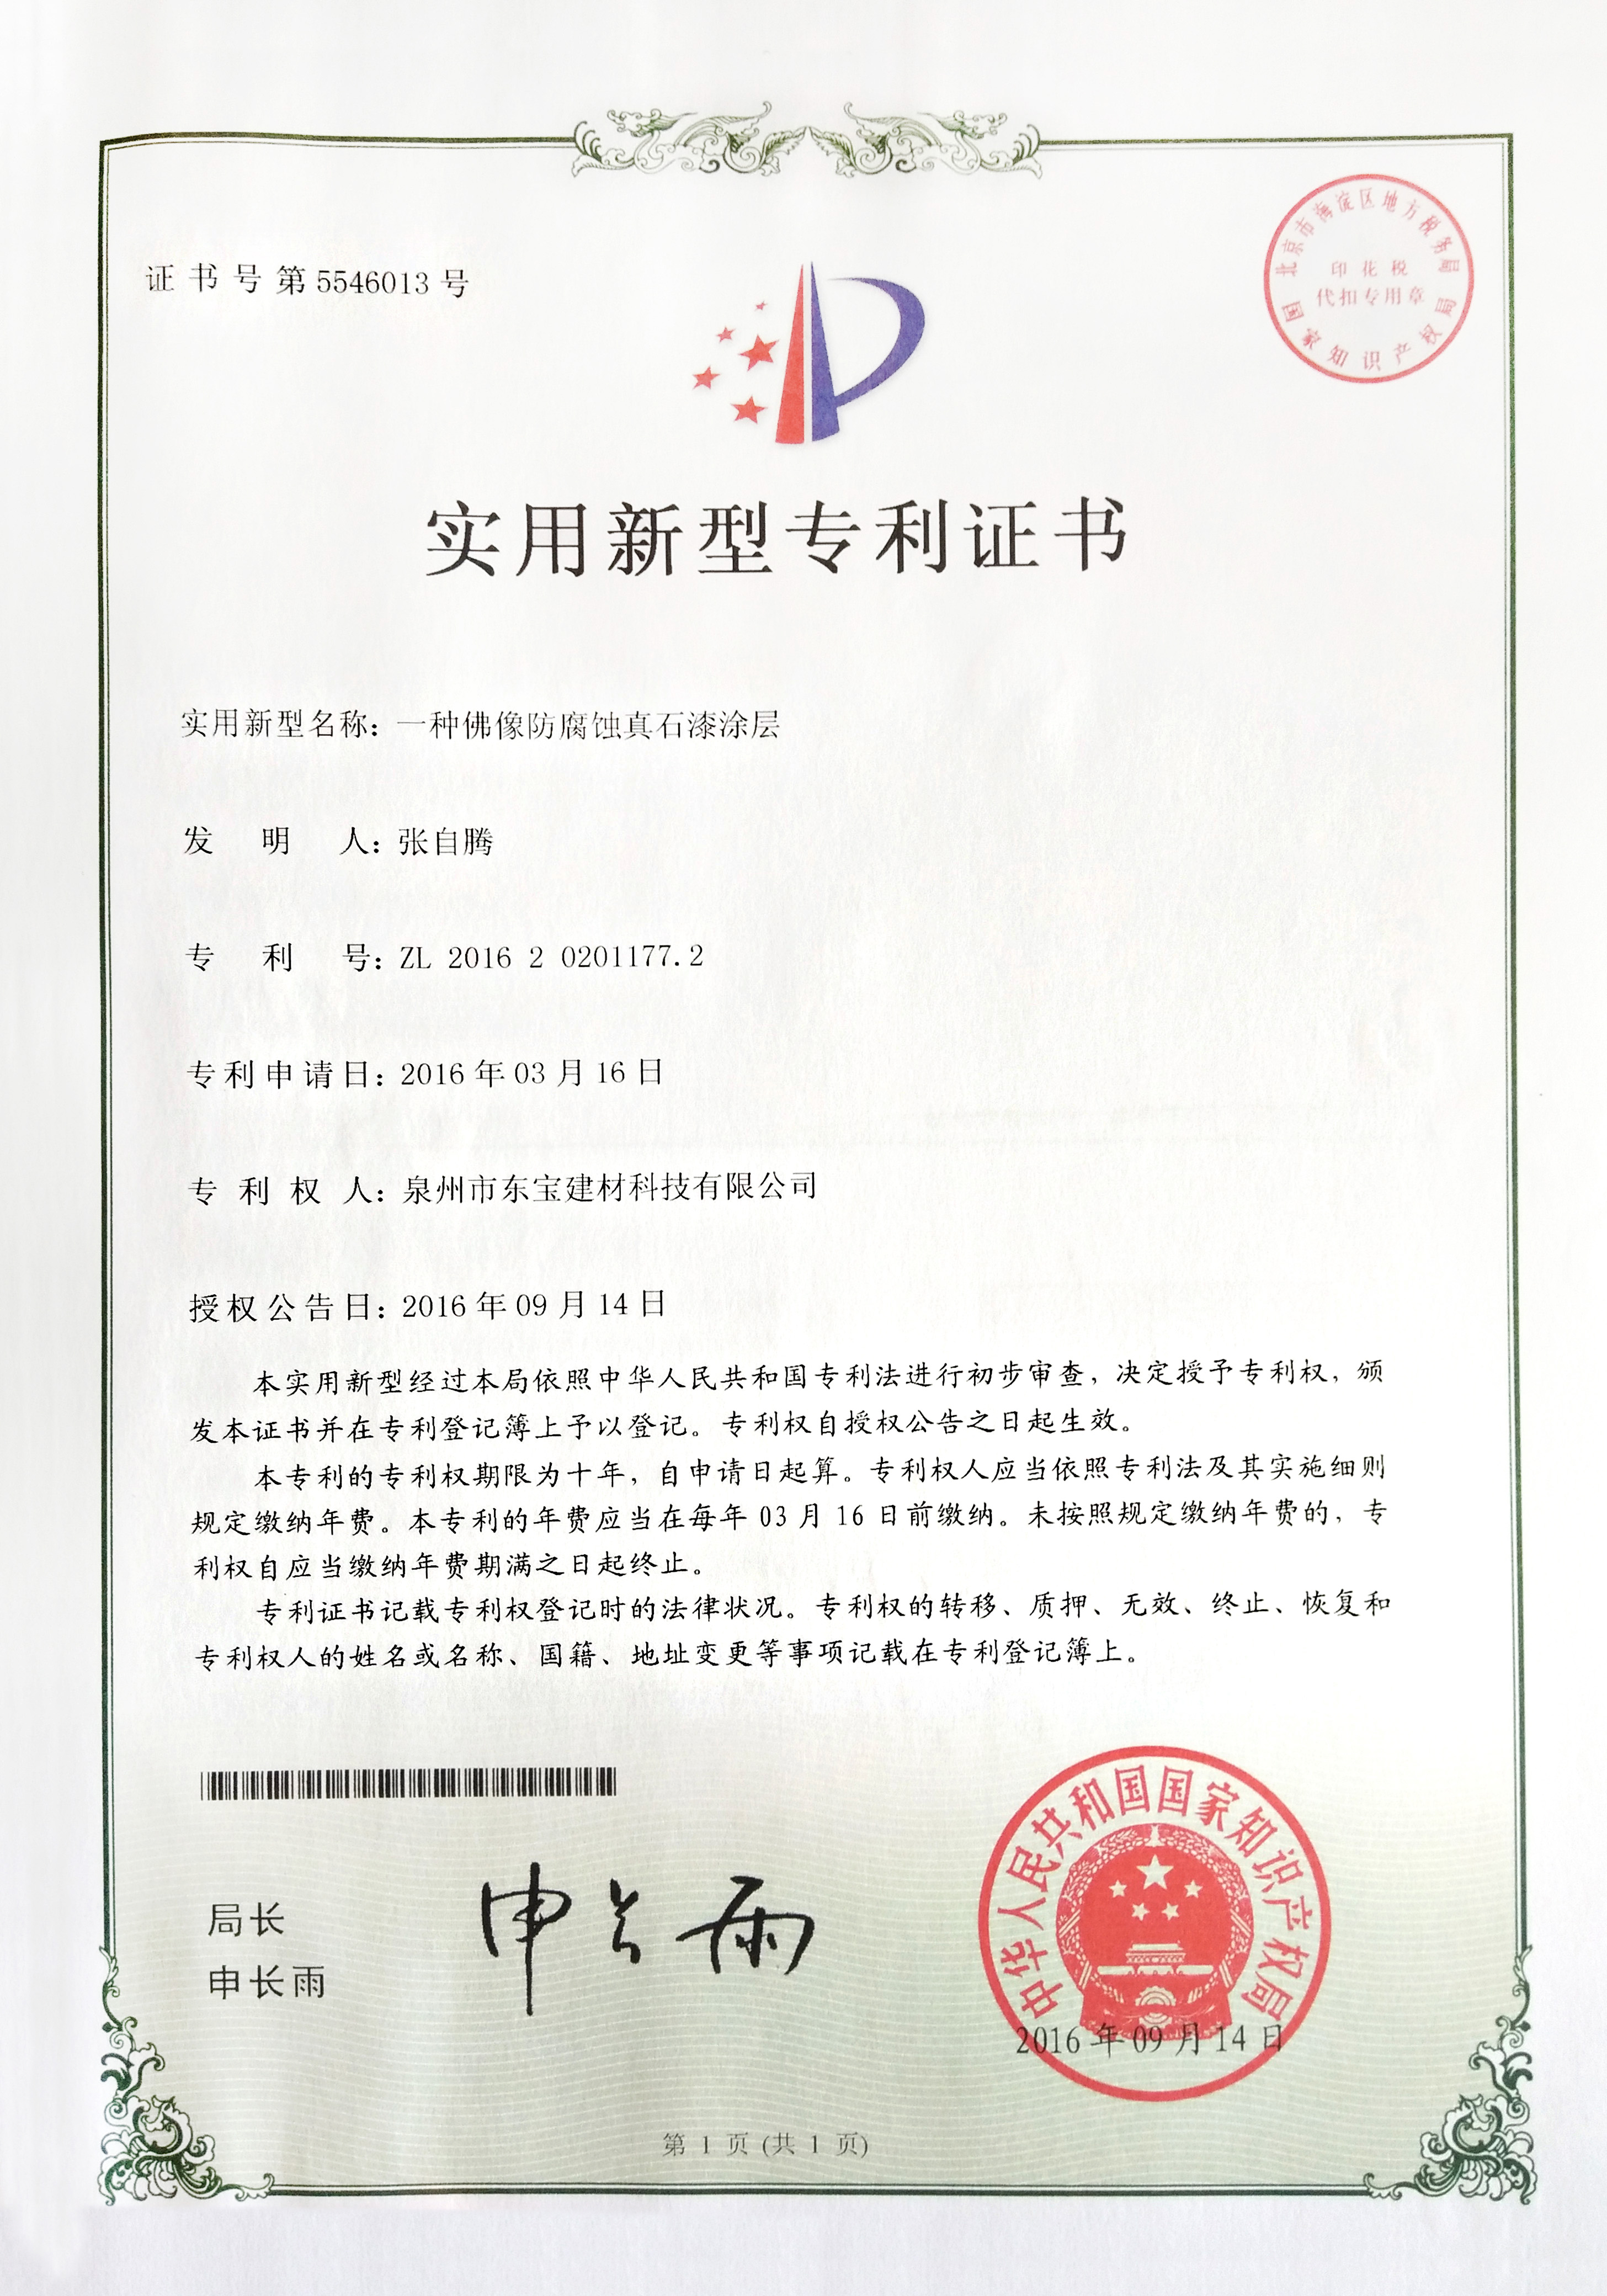 证书号第5546013号
北京市海淀区地方税务局
印花税
代扣专用章
国家知识产权局
实用新型专利证书
实用新型名称：一种佛像防腐蚀真石漆涂层
发明人：张自腾
专利号：ZL 2016 2 0201177.2
专利申请日：2016年03月16日
专利权人：泉州市东宝建材科技有限公司
授权公告日：2016年09月14日
本实用新型经过本局依照中华人民共和国专利法进行初步审查，决定授予专利权，颁
发本证书并在专利登记簿上予以登记。专利权自授权公告之日起生效。
本专利的专利权期限为十年，自申请日起算。专利权人应当依照专利法及其实施细则
规定缴纳年费。本专利的年费应当在每年03月16日前缴纳。未按照规定缴纳年费的，专
利权自应当缴纳年费期满之日起终止。
专利证书记载专利权登记时的法律状况。专利权的转移、质押、无效、终止、恢复和
专利权人的姓名或名称、国籍、地址变更等事项记载在专利登记簿上。
局长
申长雨
申长雨
中华人民共和国国家知识产权局
2016年09月14日
第 1 页 (共 1 页)